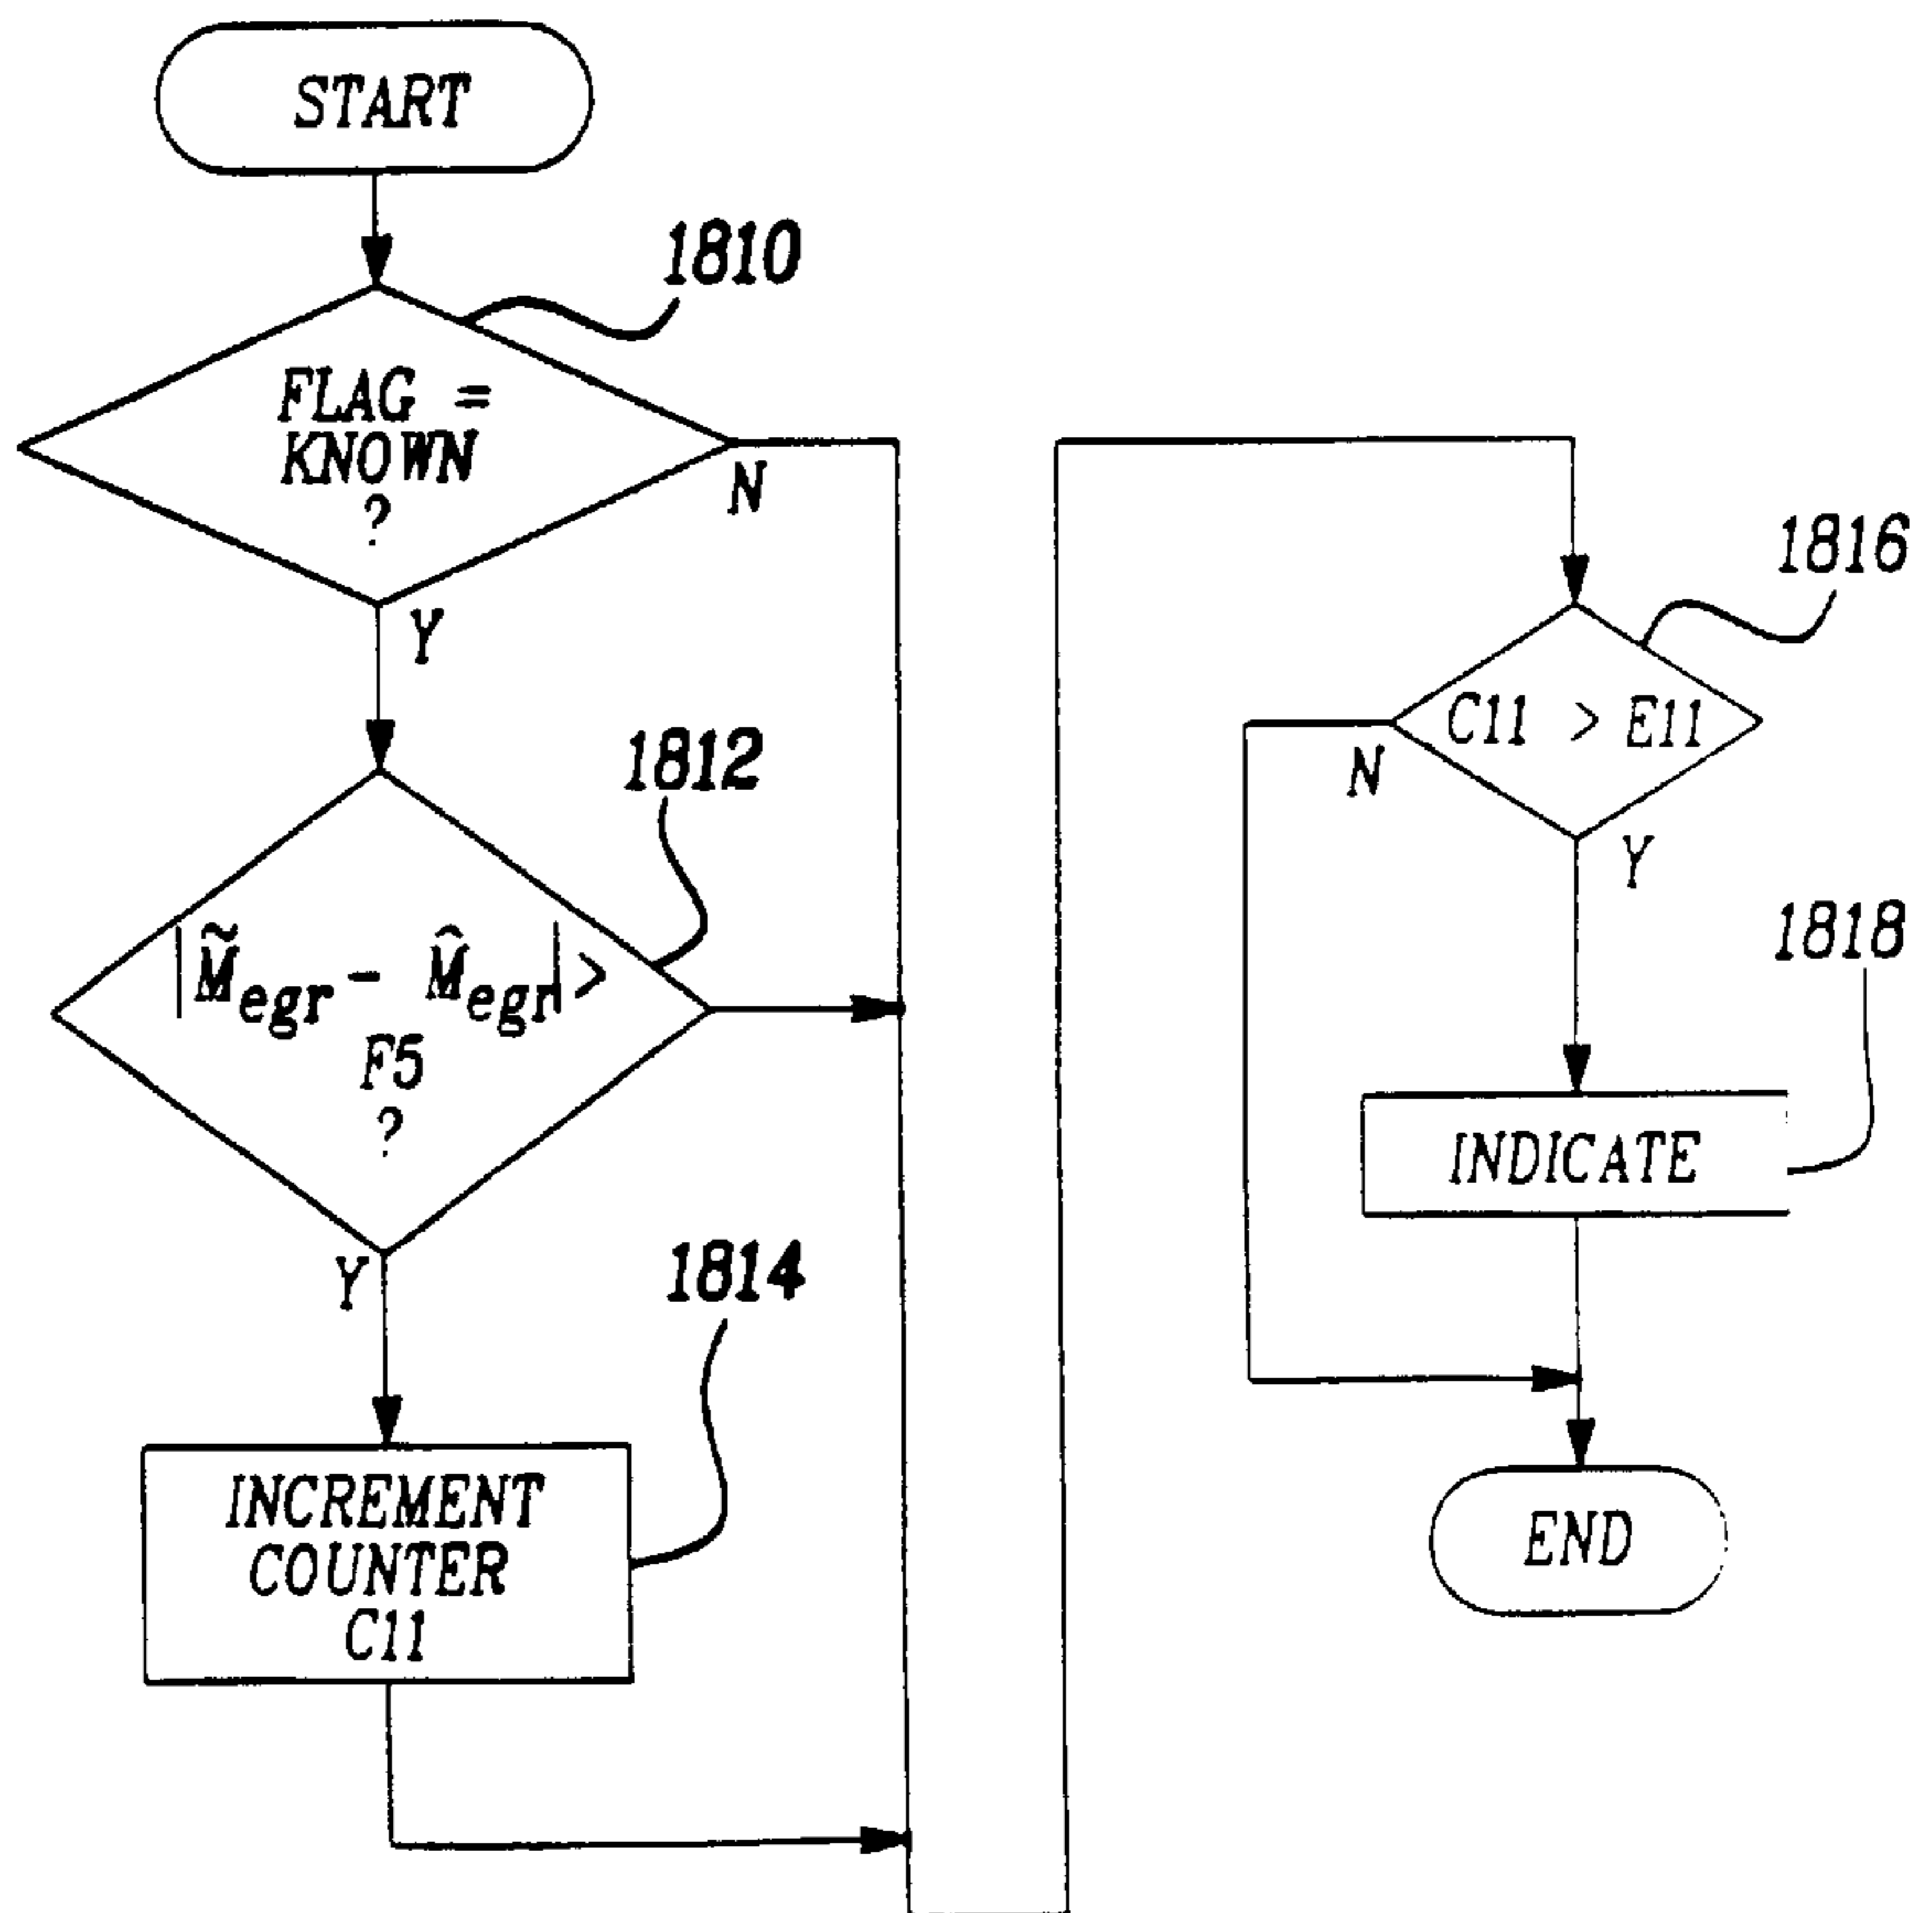 START
1810
FLAG =
KNOWN
?
N
Y
1812
|M̃egr - M̂egr| >
F5
?
Y
1814
INCREMENT
COUNTER
C11
1816
C11 > E11
N
Y
1818
INDICATE
END